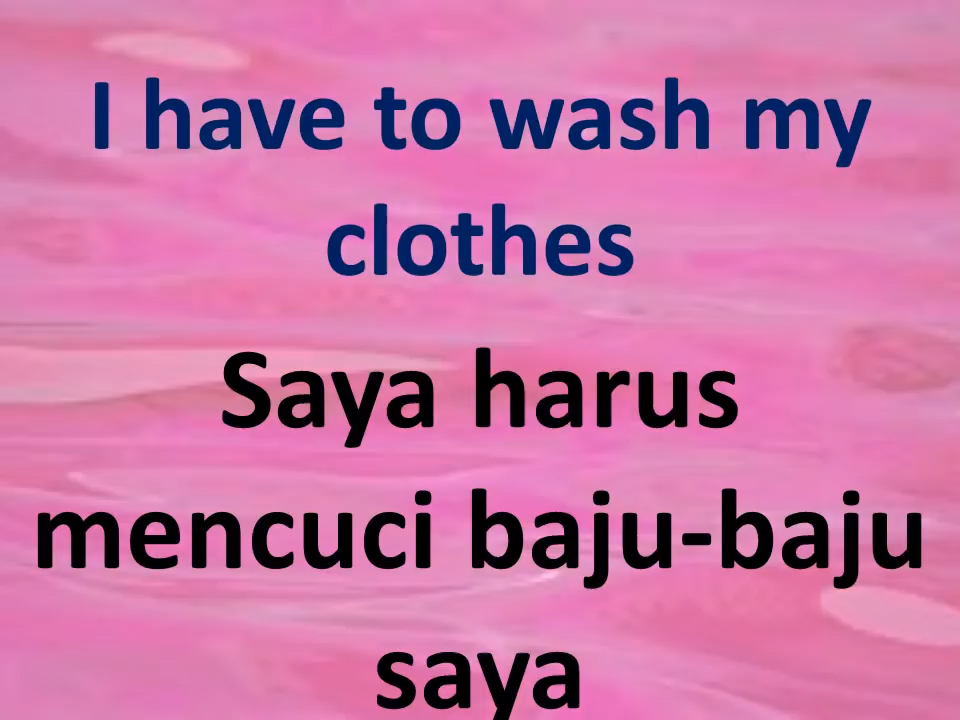 I have to wash my
clothes
Saya harus
mencuci baju-baju
saya